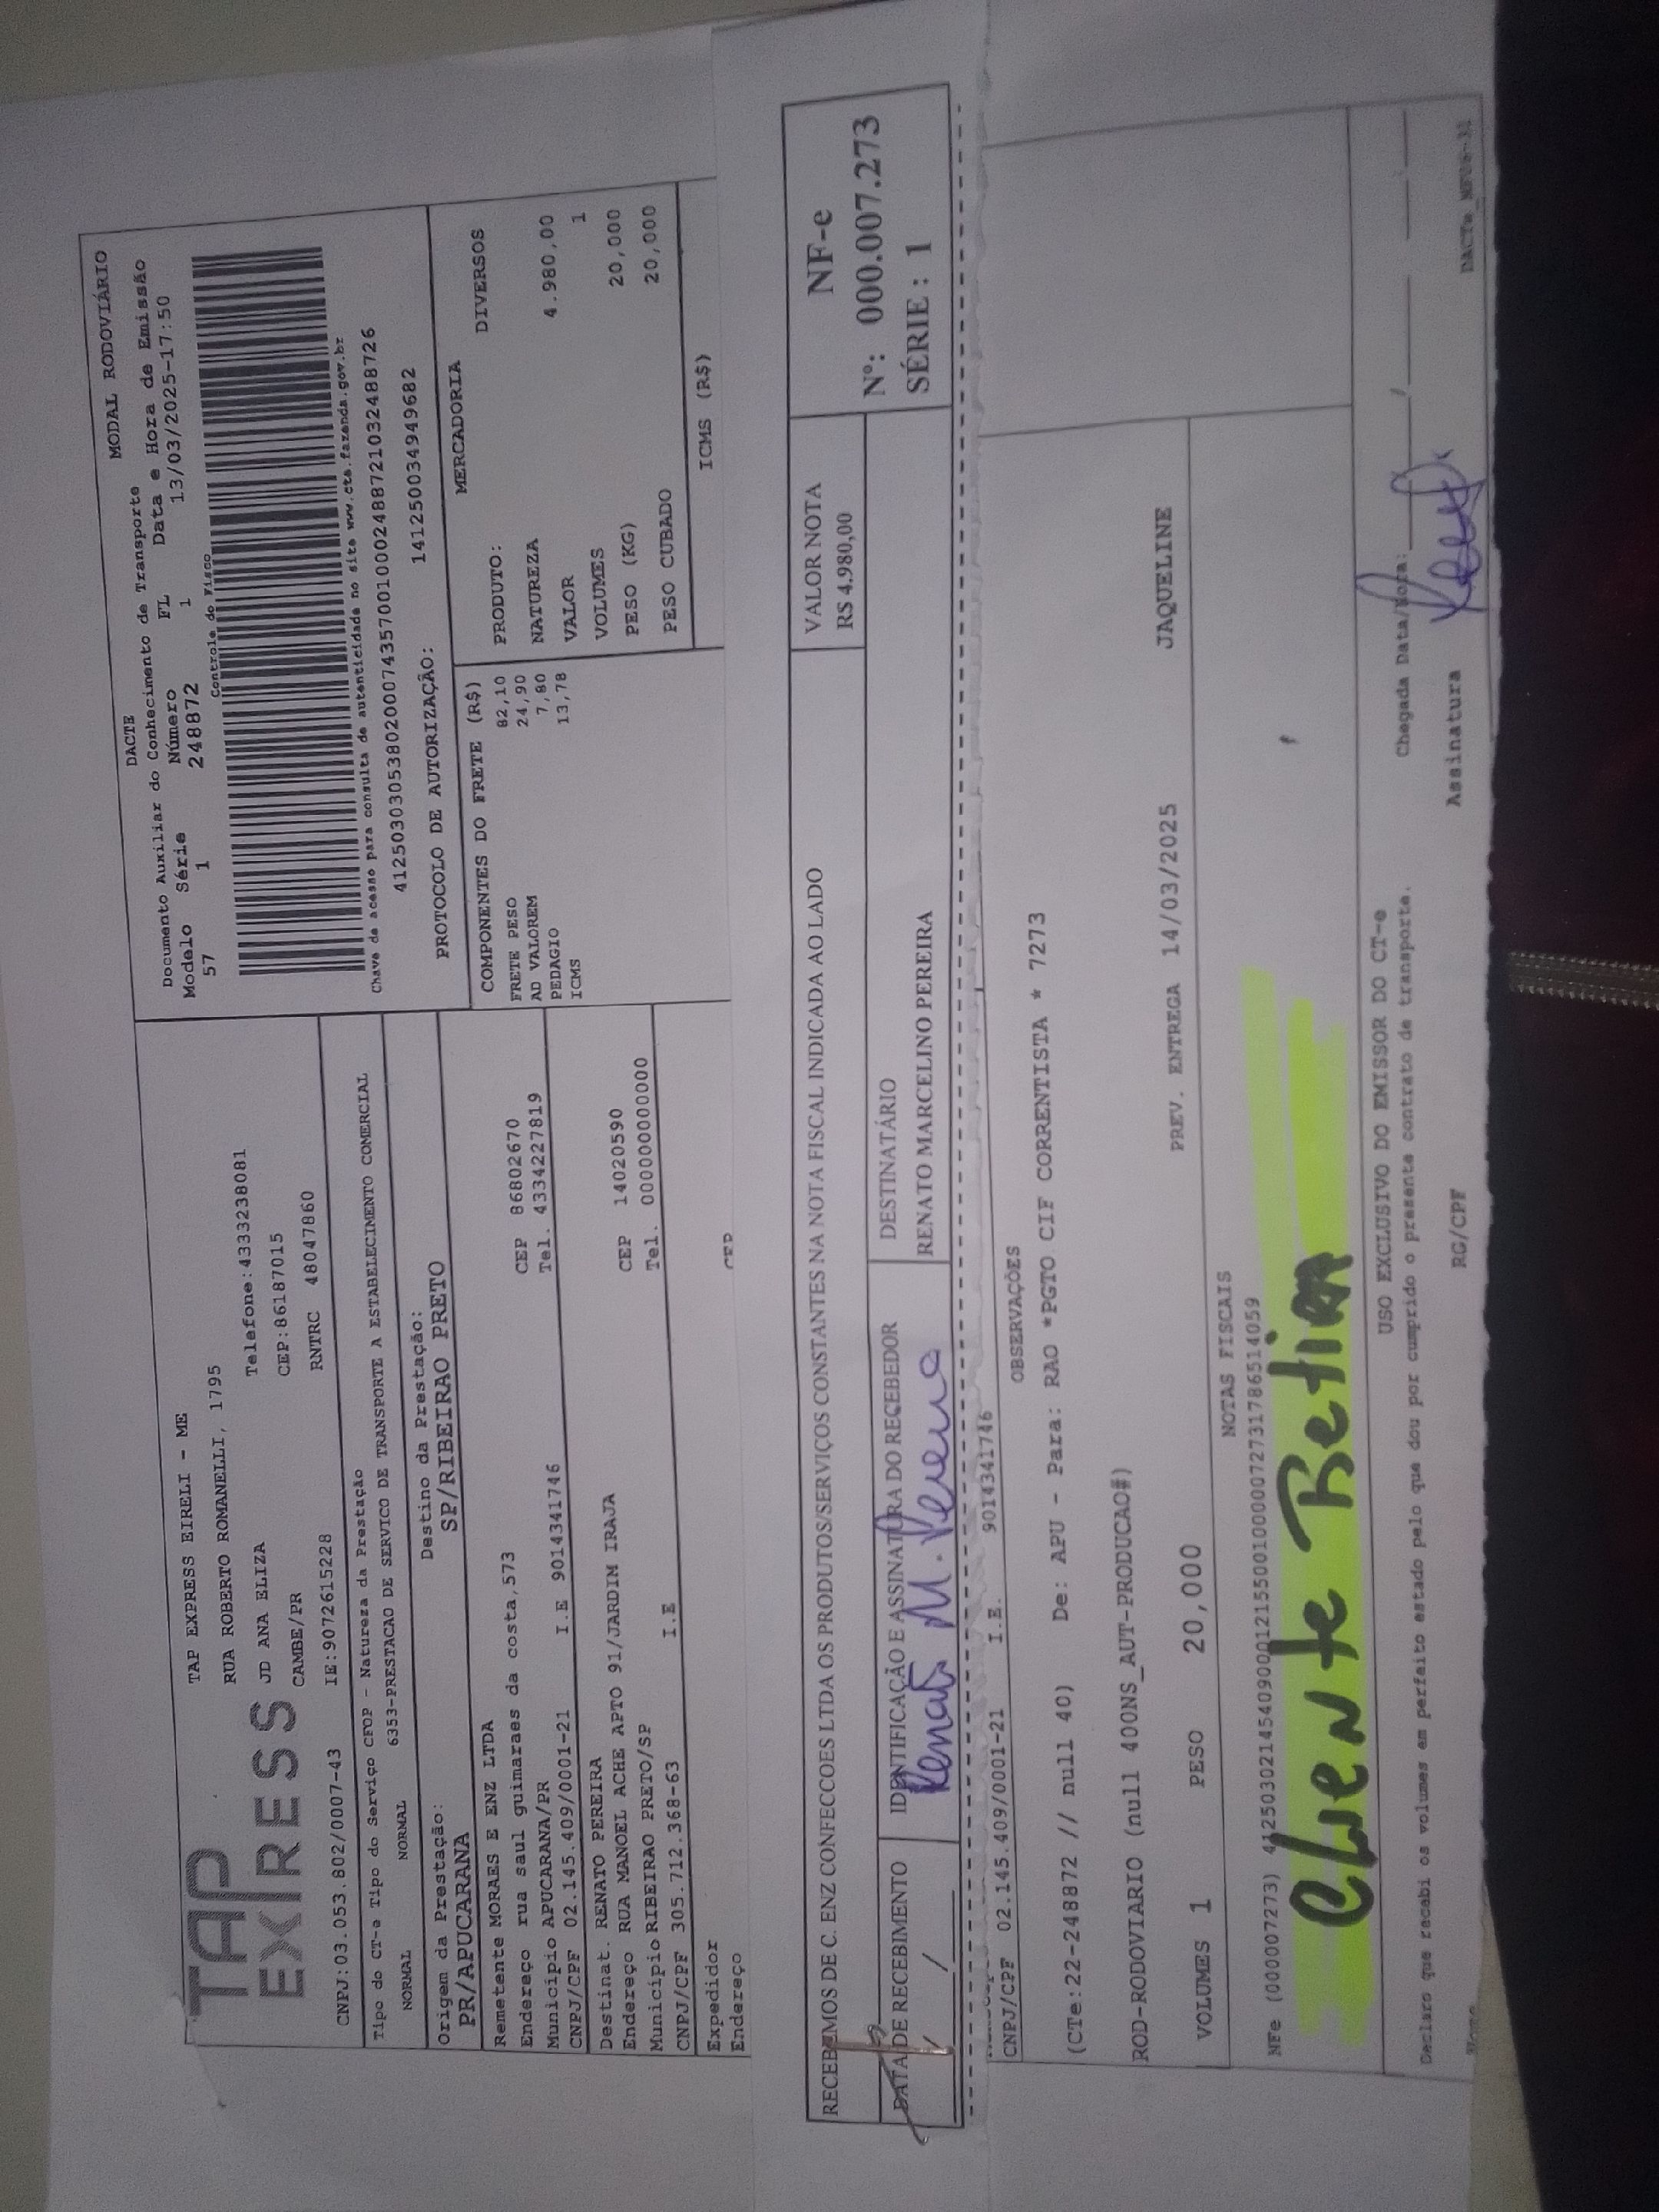 TAP
EXPRESS
TAP EXPRESS EIRELI - ME
RUA ROBERTO ROMANELLI, 1795
JD ANA ELIZA
Telefone:4333238081
CAMBE/PR
CEP:86187015
CNPJ:03.053.802/0007-43
IE:9072615228
RNTRC 48047860
DACTE
MODAL RODOVIÁRIO
Documento Auxiliar do Conhecimento de Transporte
Modelo Série Número FL Data e Hora de Emissão
57 1 248872 1 13/03/2025-17:50
Controle do Fisco
Chave de acesso para consulta de autenticidade no site www.cte.fazenda.gov.br
41250303053802000743570010002488721032488726
PROTOCOLO DE AUTORIZAÇÃO: 141250034949682
Tipo do CT-e Tipo do Serviço CFOP - Natureza da Prestação
NORMAL NORMAL 6353-PRESTACAO DE SERVICO DE TRANSPORTE A ESTABELECIMENTO COMERCIAL
Origem da Prestação: Destino da Prestação:
PR/APUCARANA SP/RIBEIRAO PRETO
Remetente MORAES E ENZ LTDA
Endereço rua saul guimaraes da costa,573 CEP 86802670
Município APUCARANA/PR Tel. 433422781９
CNPJ/CPF 02.145.409/0001-21 I.E 9014341746
Destinat. RENATO PEREIRA
Endereço RUA MANOEL ACHE APTO 91/JARDIM IRAJA CEP 14020590
Município RIBEIRAO PRETO/SP Tel. 000000000000
CNPJ/CPF 305.712.368-63 I.E
Expedidor
Endereço CEP
COMPONENTES DO FRETE (R$)
FRETE PESO 82,10
AD VALOREM 24,90
PEDAGIO 7,80
ICMS 13,78
MERCADORIA
PRODUTO: DIVERSOS
NATUREZA
VALOR 4.980,00
VOLUMES 1
PESO (KG) 20,000
PESO CUBADO 20,000
ICMS (R$)
RECEBEMOS DE C. ENZ CONFECCOES LTDA OS PRODUTOS/SERVIÇOS CONSTANTES NA NOTA FISCAL INDICADA AO LADO
VALOR NOTA
R$ 4.980,00
NF-e
Nº: 000.007.273
SÉRIE : 1
DATA DE RECEBIMENTO
/ /
IDENTIFICAÇÃO E ASSINATURA DO RECEBEDOR
Renato M. Pereira
DESTINATÁRIO
RENATO MARCELINO PEREIRA
CNPJ/CPF 02.145.409/0001-21 I.E. 9014341746
OBSERVAÇÕES
(CTe:22-248872 // null 40) De: APU - Para: RAO *PGTO CIF CORRENTISTA * 7273
ROD-RODOVIARIO (null 400NS_AUT-PRODUCAO#) JAQUELINE
VOLUMES 1 PESO 20,000 PREV. ENTREGA 14/03/2025
NOTAS FISCAIS
NFe (000007273) 41250302145409000121550010000072731786514059
Cliente Retira
USO EXCLUSIVO DO EMISSOR DO CT-e
Declaro que recebi os volumes em perfeito estado pelo que dou por cumprido o presente contrato de transporte.
Chegada Data/Hora: / /
Nome RG/CPF Assinatura